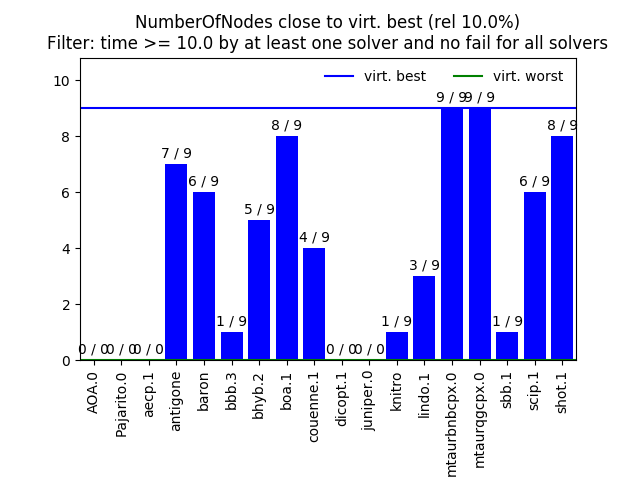 NumberOfNodes close to virt. best (rel 10.0%)
Filter: time >= 10.0 by at least one solver and no fail for all solvers
virt. best
virt. worst
10
8
6
4
2
0
0 / 0
0 / 0
0 / 0
7 / 9
6 / 9
1 / 9
5 / 9
8 / 9
4 / 9
0 / 0
0 / 0
1 / 9
3 / 9
9 / 9
9 / 9
1 / 9
6 / 9
8 / 9
AOA.0
Pajarito.0
aecp.1
antigone
baron
bbb.3
bhyb.2
boa.1
couenne.1
dicopt.1
juniper.0
knitro
lindo.1
mtaurbnbcpx.0
mtaurqgcpx.0
sbb.1
scip.1
shot.1